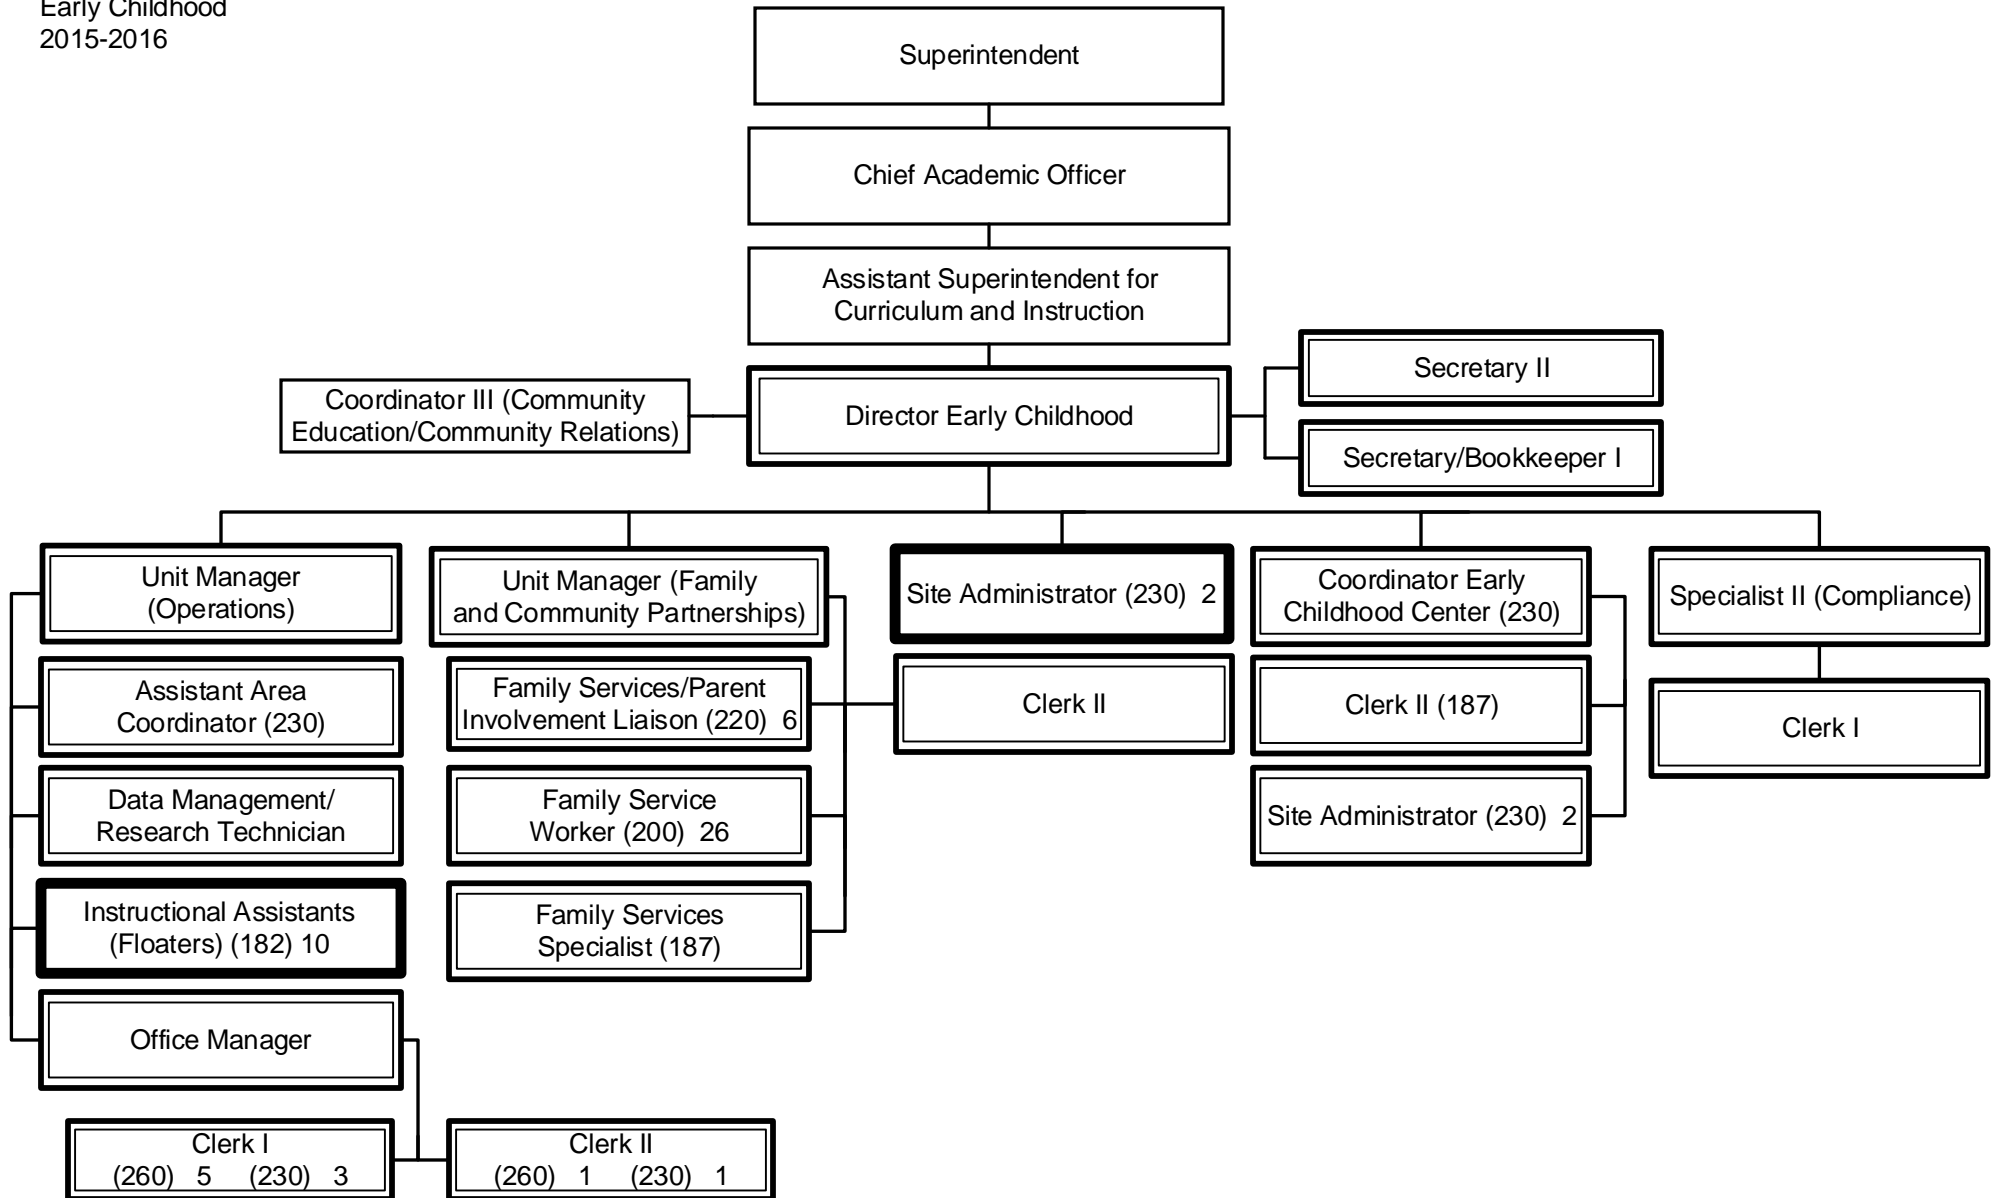 Early Childhood
2015-2016
Superintendent
Chief Academic Officer
Assistant Superintendent for
Curriculum and Instruction
Coordinator III (Community
Education/Community Relations)
Director Early Childhood
Secretary II
Secretary/Bookkeeper I
Unit Manager
(Operations)
Assistant Area
Coordinator (230)
Data Management/
Research Technician
Instructional Assistants
(Floaters) (182) 10
Office Manager
Clerk I
(260) 5 (230) 3
Clerk II
(260) 1 (230) 1
Unit Manager (Family
and Community Partnerships)
Family Services/Parent
Involvement Liaison (220) 6
Family Service
Worker (200) 26
Family Services
Specialist (187)
Site Administrator (230) 2
Clerk II
Coordinator Early
Childhood Center (230)
Clerk II (187)
Site Administrator (230) 2
Specialist II (Compliance)
Clerk I